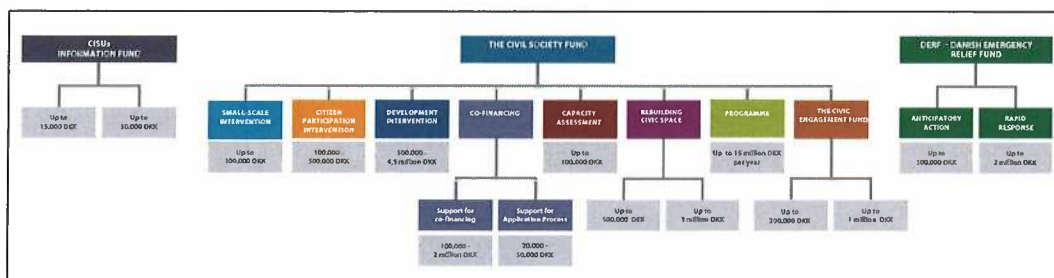 CISUs
INFORMATION FUND
Up to
15.000 DKK
Up to
50.000 DKK
THE CIVIL SOCIETY FUND
SMALL-SCALE
INTERVENTION
Up to
500.000 DKK
CITIZEN
PARTICIPATION
INTERVENTION
100.000 -
500.000 DKK
DEVELOPMENT
INTERVENTION
500.000 -
4,5 million DKK
CO-FINANCING
Support for
co-financing
100.000 -
2 million DKK
Support for
Application Process
20.000 -
50.000 DKK
CAPACITY
ASSESSMENT
Up to
100.000 DKK
REBUILDING
CIVIC SPACE
Up to
500.000 DKK
Up to
3 million DKK
PROGRAMME
Up to 15 million DKK
per year
THE CIVIC
ENGAGEMENT FUND
Up to
200.000 DKK
Up to
1 million DKK
DERF - DANISH EMERGENCY
RELIEF FUND
ANTICIPATORY
ACTION
Up to
500.000 DKK
RAPID
RESPONSE
Up to
2 million DKK